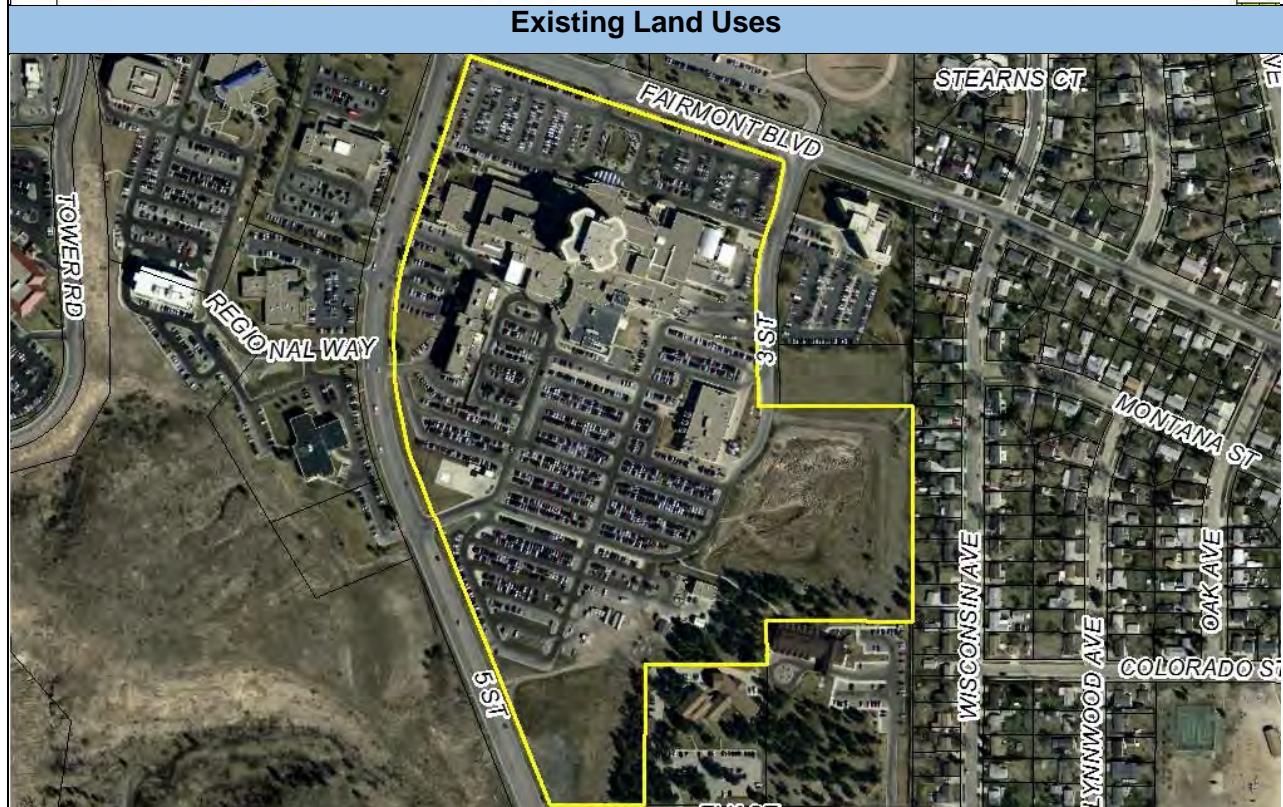 Existing Land Uses
STEARNS CT
FAIRMONT BLVD
TOWER RD
REGIONAL WAY
3 ST
MONTANA ST
WISCONSIN AVE
OAK AVE
LYNNWOOD AVE
COLORADO ST
5 ST